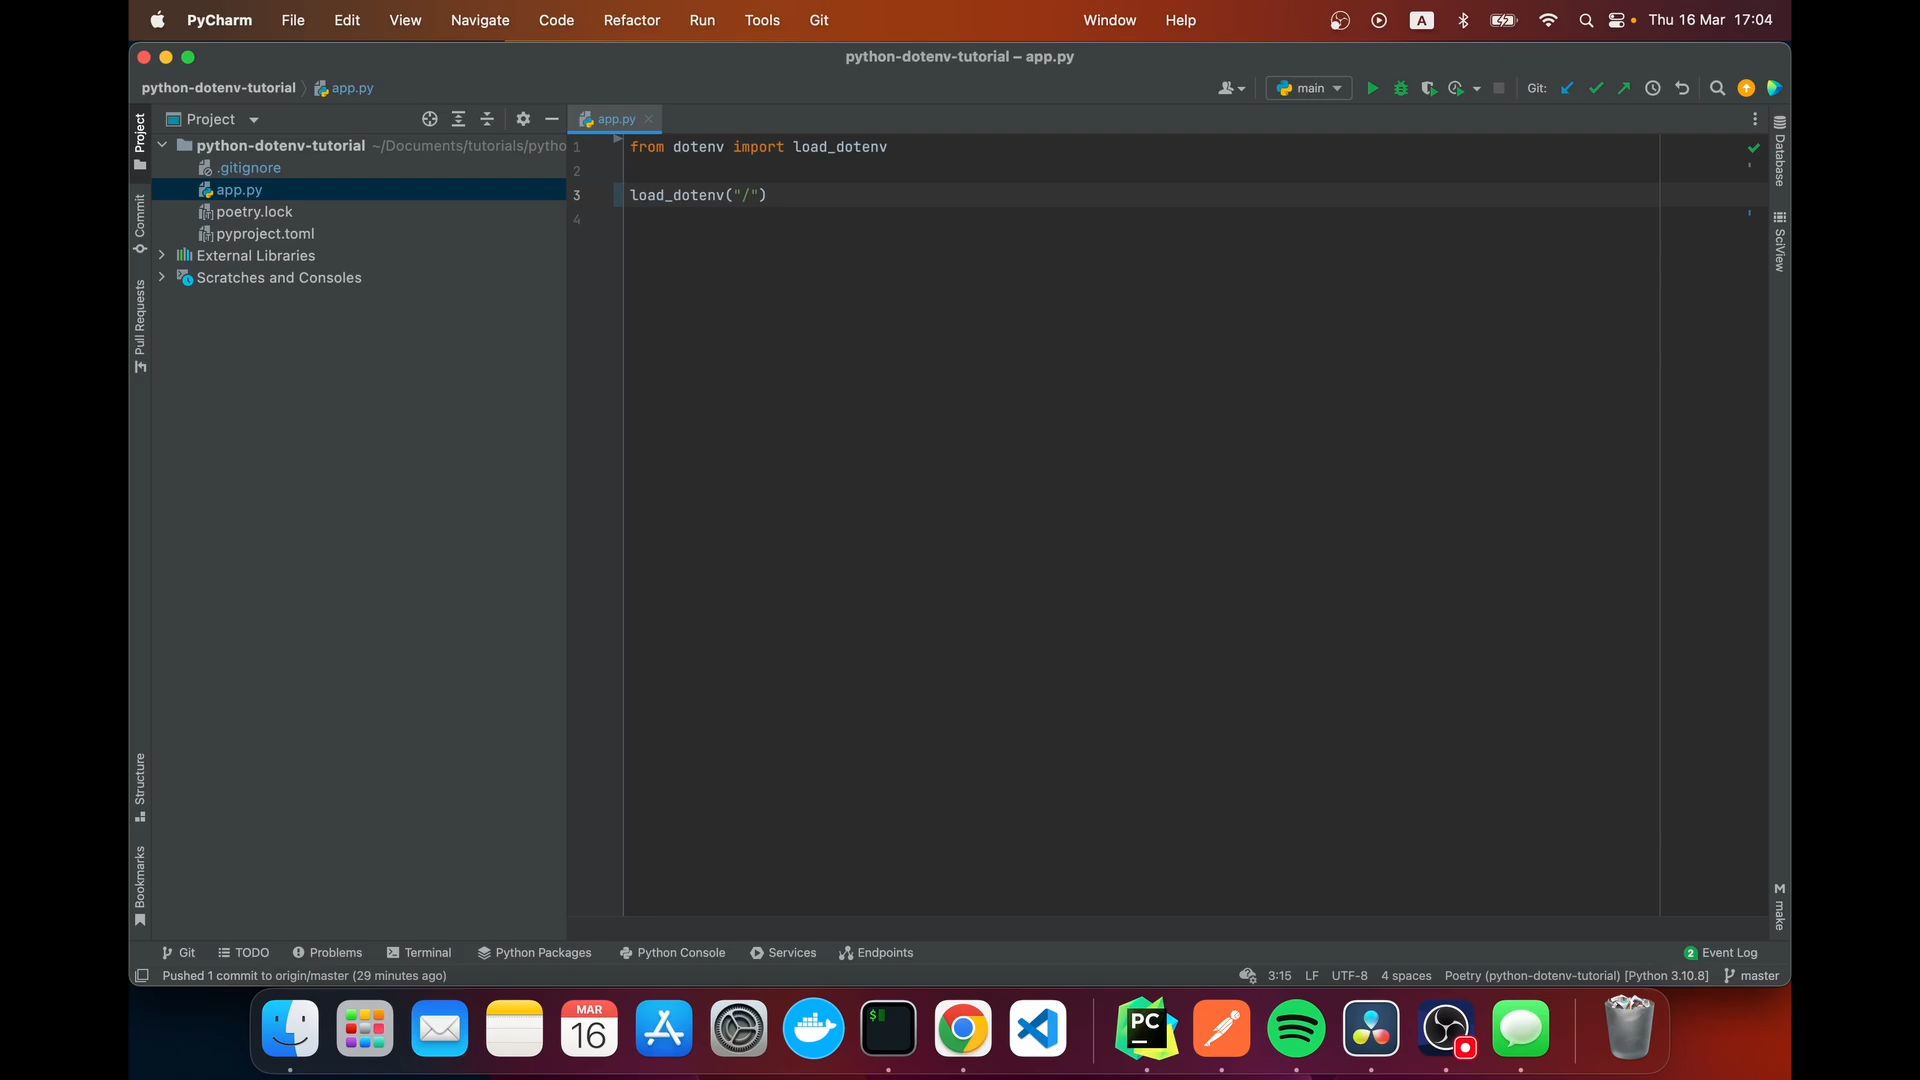 PyCharm File Edit View Navigate Code Refactor Run Tools Git Window Help A Thu 16 Mar 17:04
python-dotenv-tutorial – app.py
python-dotenv-tutorial app.py main Git:
Project app.py
python-dotenv-tutorial ~/Documents/tutorials/pytho
.gitignore
app.py
poetry.lock
pyproject.toml
External Libraries
Scratches and Consoles
1 from dotenv import load_dotenv
2
3 load_dotenv("/")
4
Project
Commit
Pull Requests
Structure
Bookmarks
Database
SciView
M make
Git TODO Problems Terminal Python Packages Python Console Services Endpoints 2 Event Log
Pushed 1 commit to origin/master (29 minutes ago) 3:15 LF UTF-8 4 spaces Poetry (python-dotenv-tutorial) [Python 3.10.8] master
MAR
16
$
PC